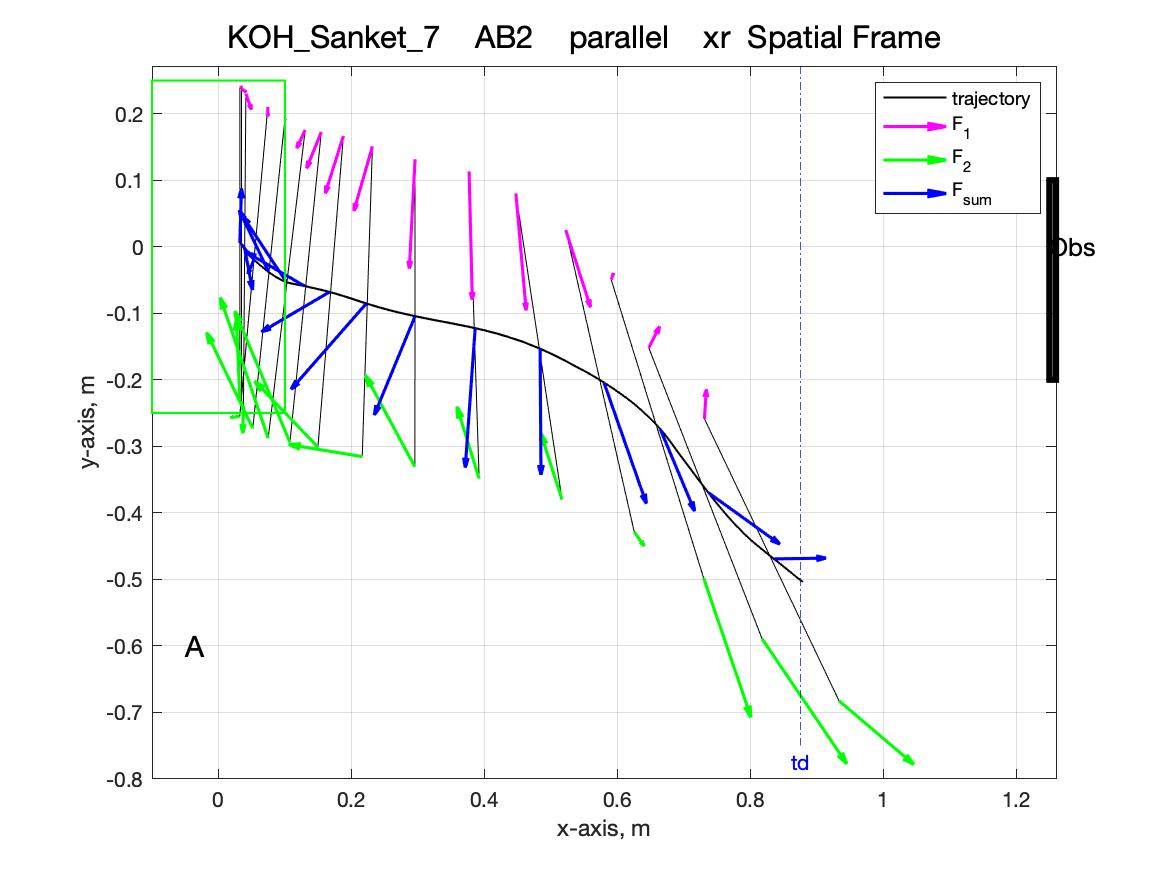 KOH_Sanket_7 AB2 parallel xr Spatial Frame
trajectory
F1
F2
Fsum
0.2
0.1
0
-0.1
-0.2
-0.3
-0.4
-0.5
-0.6
-0.7
-0.8
y-axis, m
Obs
A
td
0 0.2 0.4 0.6 0.8 1 1.2
x-axis, m